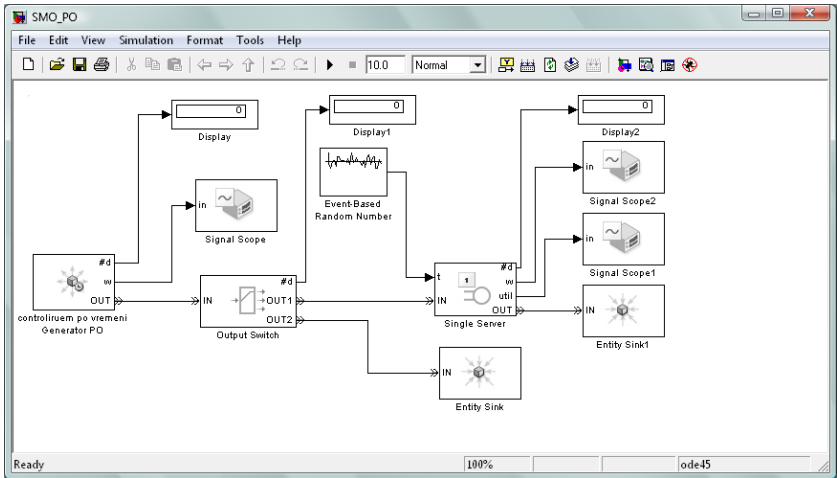 SMO_PO
File Edit View Simulation Format Tools Help
10.0 Normal
0
Display
0
Display1
0
Display2
Event-Based
Random Number
in
Signal Scope
in
Signal Scope2
in
Signal Scope1
#d
w
OUT
controliruem po vremeni
Generator PO
IN
#d
OUT1
OUT2
Output Switch
t
IN
1
#d
w
util
OUT
Single Server
IN
Entity Sink1
IN
Entity Sink
Ready 100% ode45